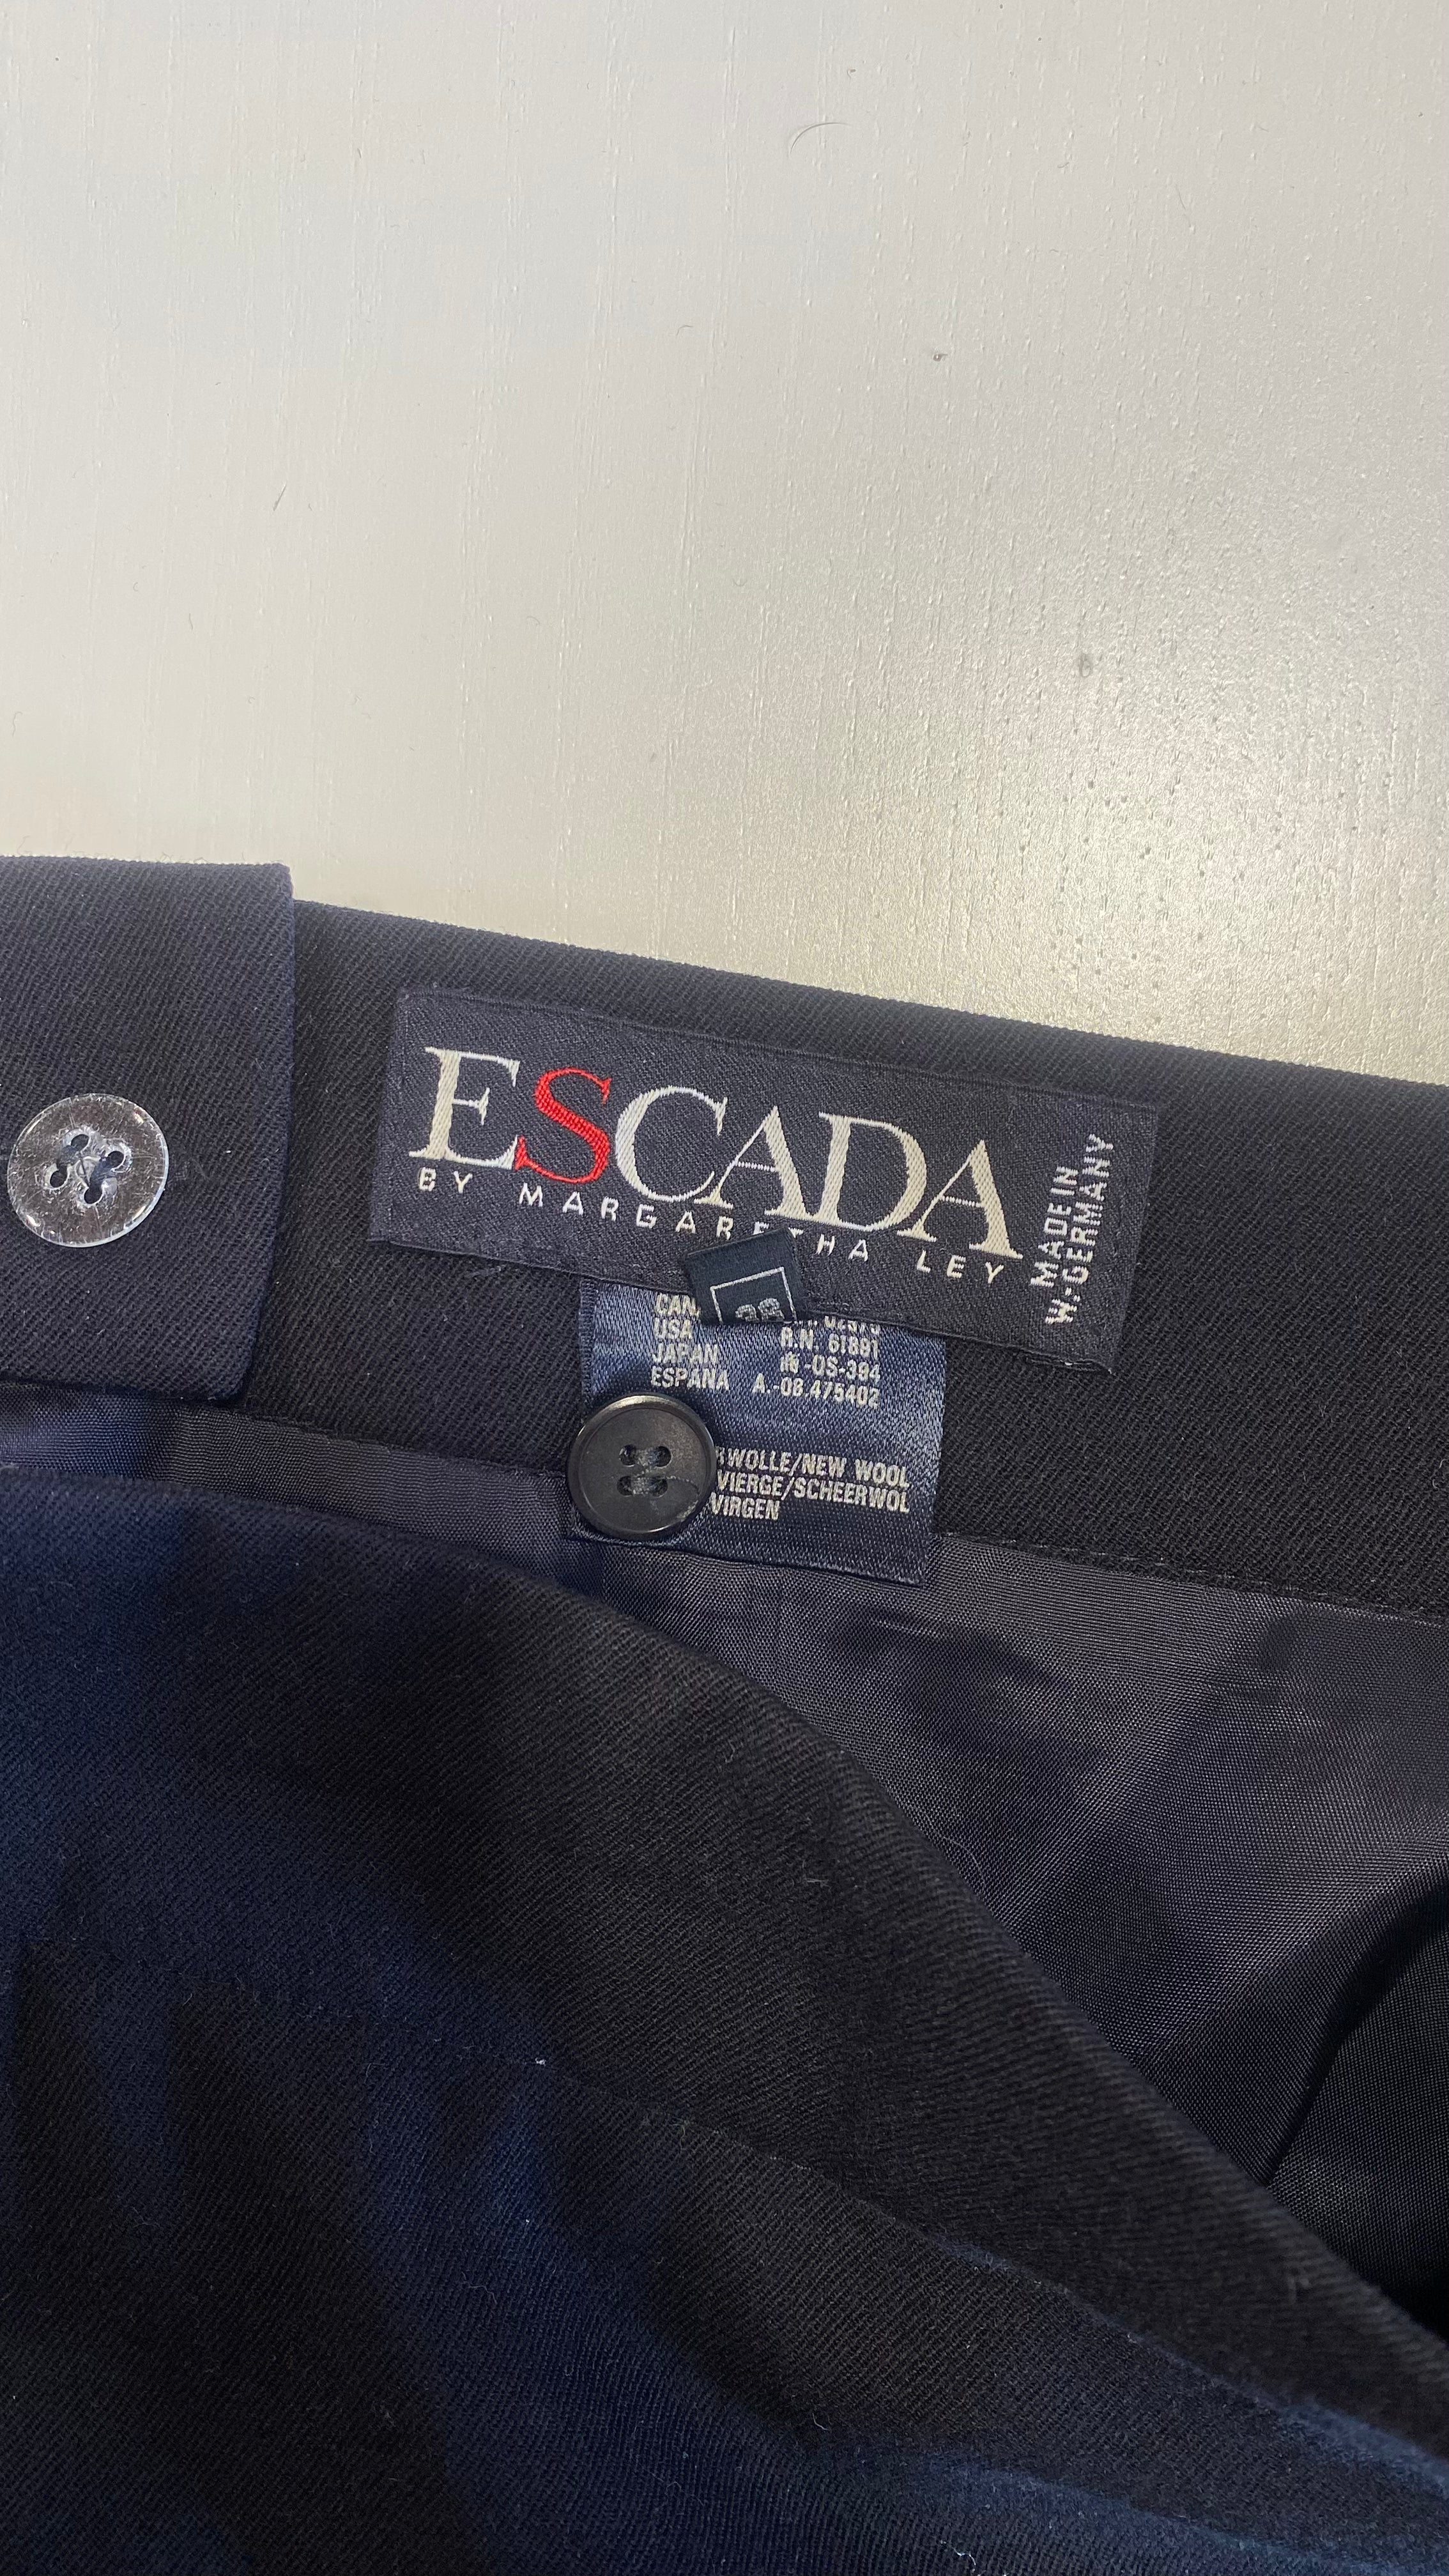 ESCADA
BY MARGARETHA LEY
MADE IN
W.-GERMANY
USA R.N. 61891
JAPAN -OS-394
ESPANA A.-08.475402
WOLLE/NEW WOOL
VIERGE/SCHEERWOL
VIRGEN